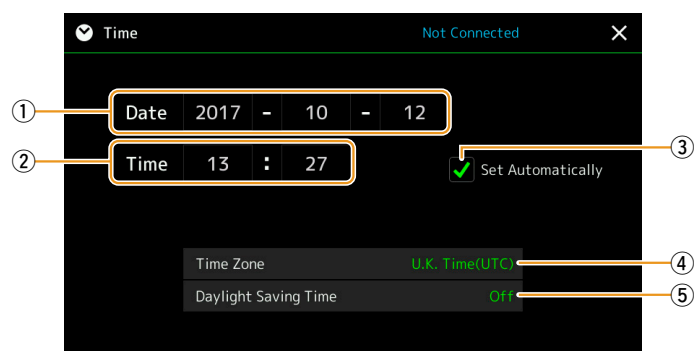 Time Not Connected
① Date 2017 - 10 - 12
② Time 13 : 27
③
Set Automatically
Time Zone U.K. Time(UTC) ④
Daylight Saving Time Off ⑤